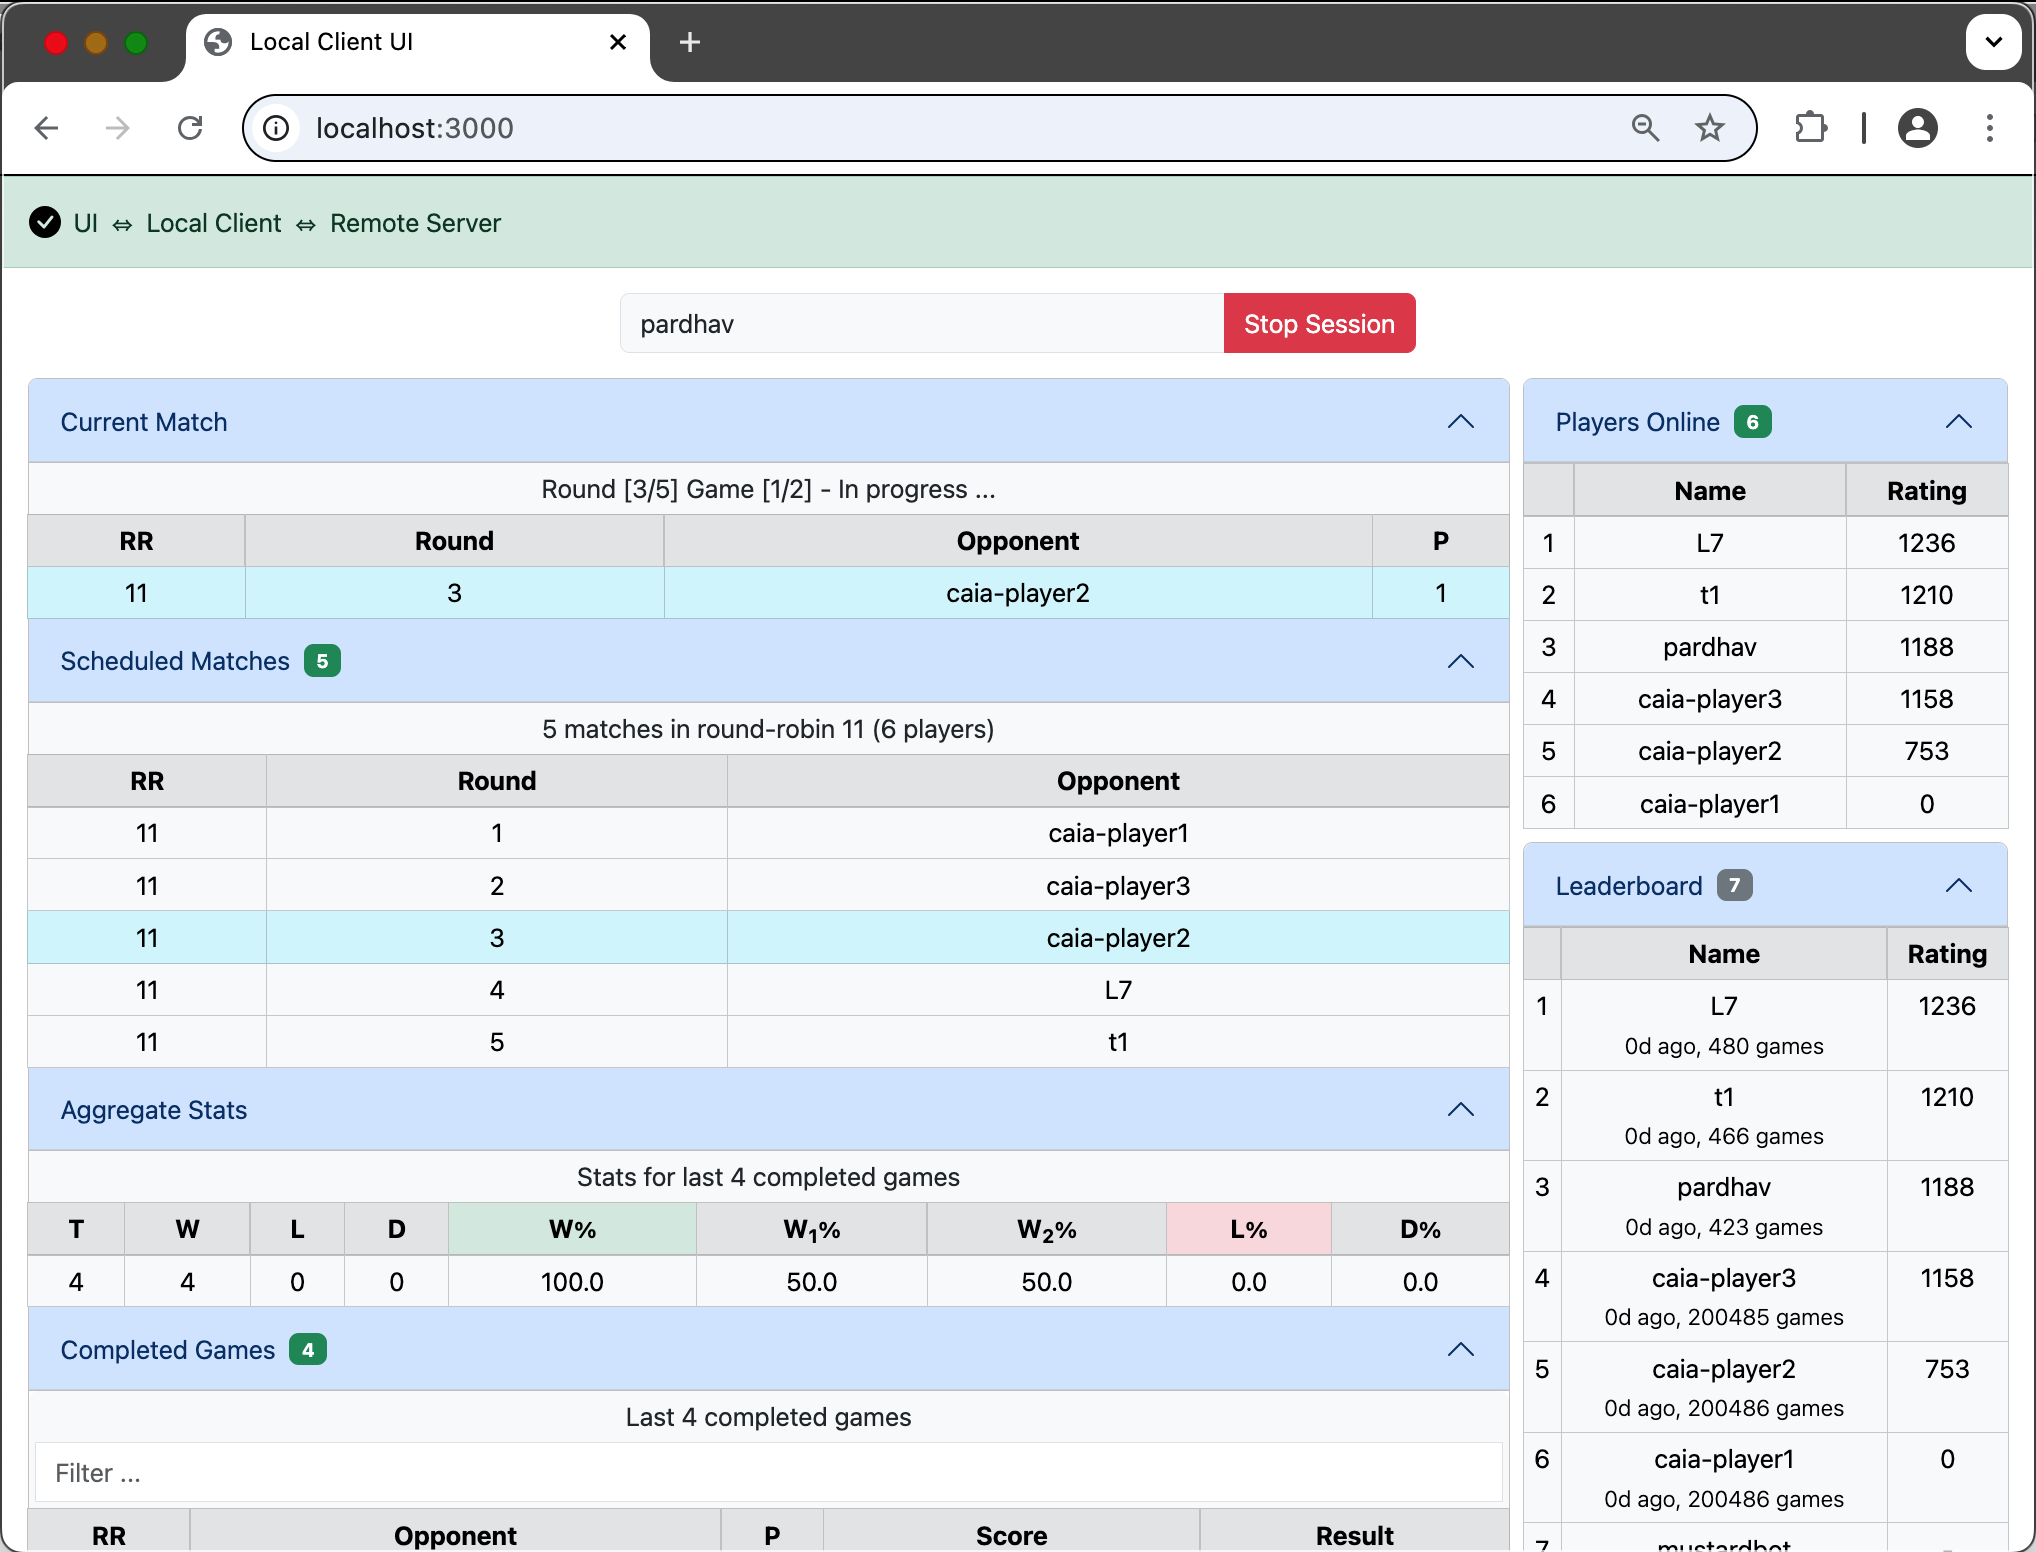 Local Client UI
localhost:3000
UI ⇔ Local Client ⇔ Remote Server
pardhav
Stop Session
Current Match
Round [3/5] Game [1/2] - In progress ...
RR Round Opponent P
11 3 caia-player2 1
Scheduled Matches 5
5 matches in round-robin 11 (6 players)
RR Round Opponent
11 1 caia-player1
11 2 caia-player3
11 3 caia-player2
11 4 L7
11 5 t1
Aggregate Stats
Stats for last 4 completed games
T W L D W% W₁% W₂% L% D%
4 4 0 0 100.0 50.0 50.0 0.0 0.0
Completed Games 4
Last 4 completed games
Filter ...
RR Opponent P Score Result
Players Online 6
Name Rating
1 L7 1236
2 t1 1210
3 pardhav 1188
4 caia-player3 1158
5 caia-player2 753
6 caia-player1 0
Leaderboard 7
Name Rating
1 L7 1236
0d ago, 480 games
2 t1 1210
0d ago, 466 games
3 pardhav 1188
0d ago, 423 games
4 caia-player3 1158
0d ago, 200485 games
5 caia-player2 753
0d ago, 200486 games
6 caia-player1 0
0d ago, 200486 games
7 mustardbot